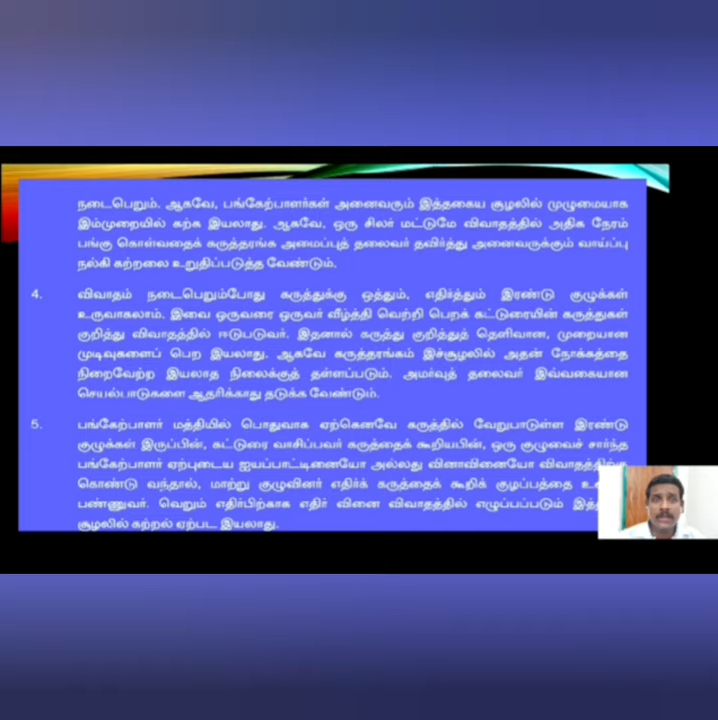 நடைபெறும். ஆகவே, பங்கேற்பாளர்கள் அனைவரும் இத்தகைய சூழலில் முழுமையாக
இம்முறையில் கற்க இயலாது. ஆகவே, ஒரு சிலர் மட்டுமே விவாதத்தில் அதிக நேரம்
பங்கு கொள்வதைக் கருத்தரங்க அமைப்புத் தலைவர் தவிர்த்து அனைவருக்கும் வாய்ப்பு
நல்கி கற்றலை உறுதிப்படுத்த வேண்டும்.
4. விவாதம் நடைபெறும்போது கருத்துக்கு ஒத்தும், எதிர்த்தும் இரண்டு குழுக்கள்
உருவாகலாம். இவை ஒருவரை ஒருவர் வீழ்த்தி வெற்றி பெறக் கட்டுரையின் கருத்துகள்
குறித்து விவாதத்தில் ஈடுபடுவர். இதனால் கருத்து குறித்துத் தெளிவான, முறையான
முடிவுகளைப் பெற இயலாது. ஆகவே கருத்தரங்கம் இச்சூழலில் அதன் நோக்கத்தை
நிறைவேற்ற இயலாத நிலைக்குத் தள்ளப்படும். அமர்வுத் தலைவர் இவ்வகையான
செயல்பாடுகளை ஆதரிக்காது தடுக்க வேண்டும்.
5. பங்கேற்பாளர் மத்தியில் பொதுவாக ஏற்கெனவே கருத்தில் வேறுபாடுள்ள இரண்டு
குழுக்கள் இருப்பின், கட்டுரை வாசிப்பவர் கருத்தைக் கூறியபின், ஒரு குழுவைச் சார்ந்த
பங்கேற்பாளர் ஏற்புடைய ஐயப்பாட்டினையோ அல்லது வினாவினையோ விவாதத்திற்கு
கொண்டு வந்தால், மாற்று குழுவினர் எதிர்க் கருத்தைக் கூறிக் குழப்பத்தை
பண்ணுவர். வெறும் எதிர்பிற்காக எதிர் வினை விவாதத்தில் எழுப்பப்படும்
சூழலில் கற்றல் ஏற்பட இயலாது.